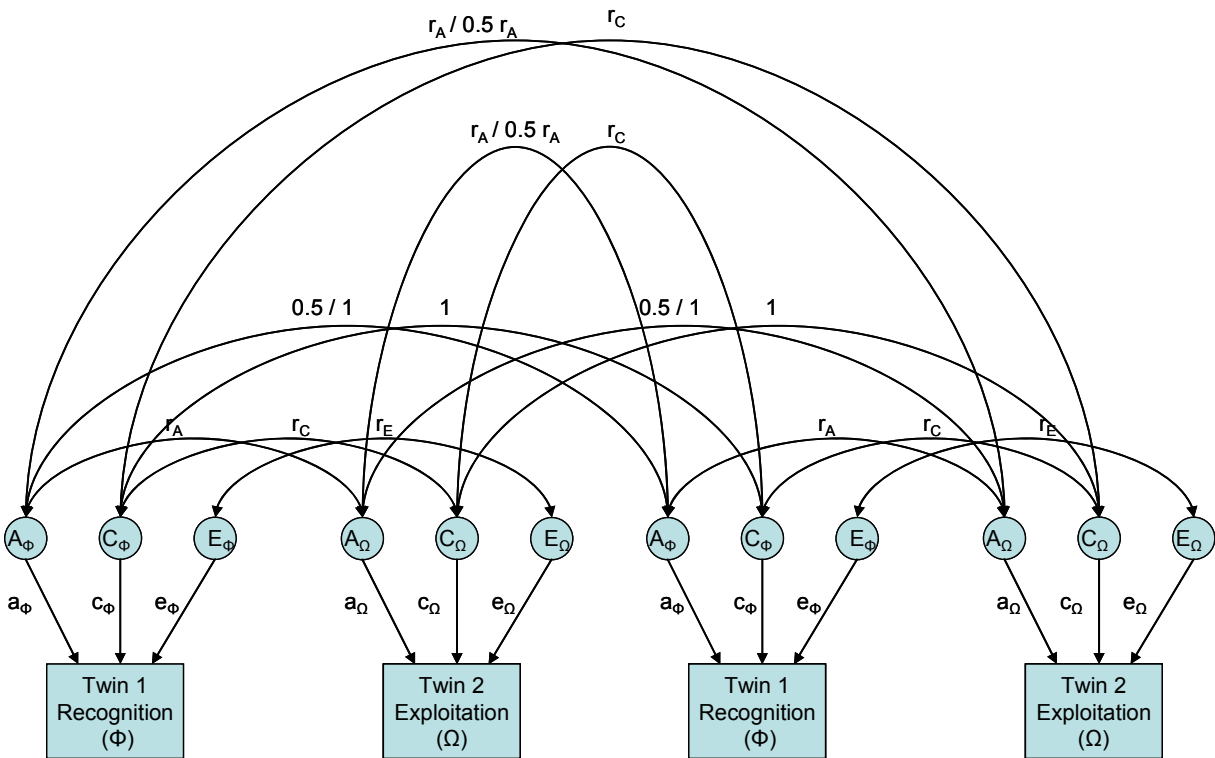 r_A / 0.5 r_A
r_C
r_A / 0.5 r_A
r_C
0.5 / 1
1
0.5 / 1
1
r_A
r_C
r_E
r_A
r_C
r_E
A_Φ
C_Φ
E_Φ
A_Ω
C_Ω
E_Ω
A_Φ
C_Φ
E_Φ
A_Ω
C_Ω
E_Ω
a_Φ
c_Φ
e_Φ
a_Ω
c_Ω
e_Ω
a_Φ
c_Φ
e_Φ
a_Ω
c_Ω
e_Ω
Twin 1
Recognition
(Φ)
Twin 2
Exploitation
(Ω)
Twin 1
Recognition
(Φ)
Twin 2
Exploitation
(Ω)